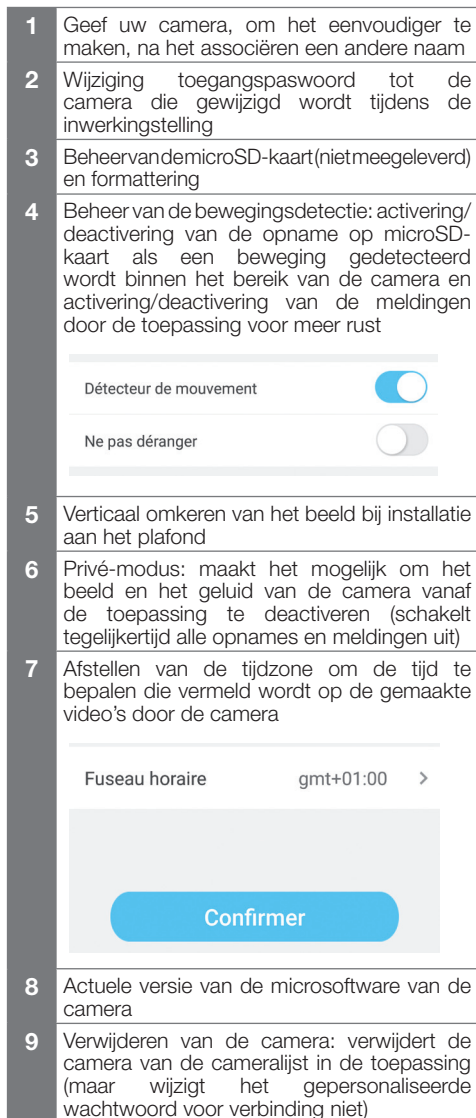 1 Geef uw camera, om het eenvoudiger te
maken, na het associëren een andere naam
2 Wijziging toegangspaswoord tot de
camera die gewijzigd wordt tijdens de
inwerkingstelling
3 Beheer van de microSD-kaart (niet meegeleverd)
en formattering
4 Beheer van de bewegingsdetectie: activering/
deactivering van de opname op microSD-
kaart als een beweging gedetecteerd
wordt binnen het bereik van de camera en
activering/deactivering van de meldingen
door de toepassing voor meer rust
Détecteur de mouvement
Ne pas déranger
5 Verticaal omkeren van het beeld bij installatie
aan het plafond
6 Privé-modus: maakt het mogelijk om het
beeld en het geluid van de camera vanaf
de toepassing te deactiveren (schakelt
tegelijkertijd alle opnames en meldingen uit)
7 Afstellen van de tijdzone om de tijd te
bepalen die vermeld wordt op de gemaakte
video’s door de camera
Fuseau horaire gmt+01:00 >
Confirmer
8 Actuele versie van de microsoftware van de
camera
9 Verwijderen van de camera: verwijdert de
camera van de cameralijst in de toepassing
(maar wijzigt het gepersonaliseerde
wachtwoord voor verbinding niet)